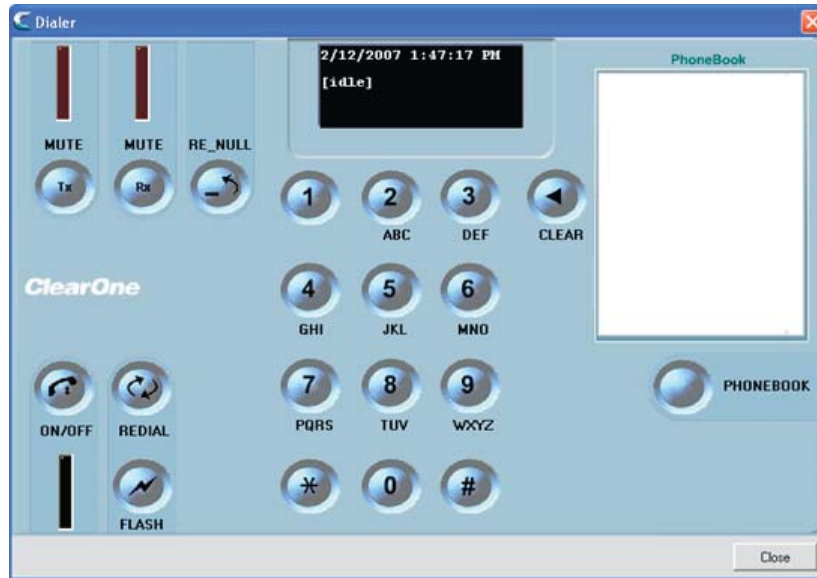 Dialer
2/12/2007 1:47:17 PM
[idle]
PhoneBook
MUTE MUTE RE_NULL
Tx Rx
1 2 3
ABC DEF CLEAR
ClearOne
4 5 6
GHI JKL MNO
7 8 9
PHONEBOOK
ON/OFF REDIAL
PQRS TUV WXYZ
* 0 #
FLASH
Close